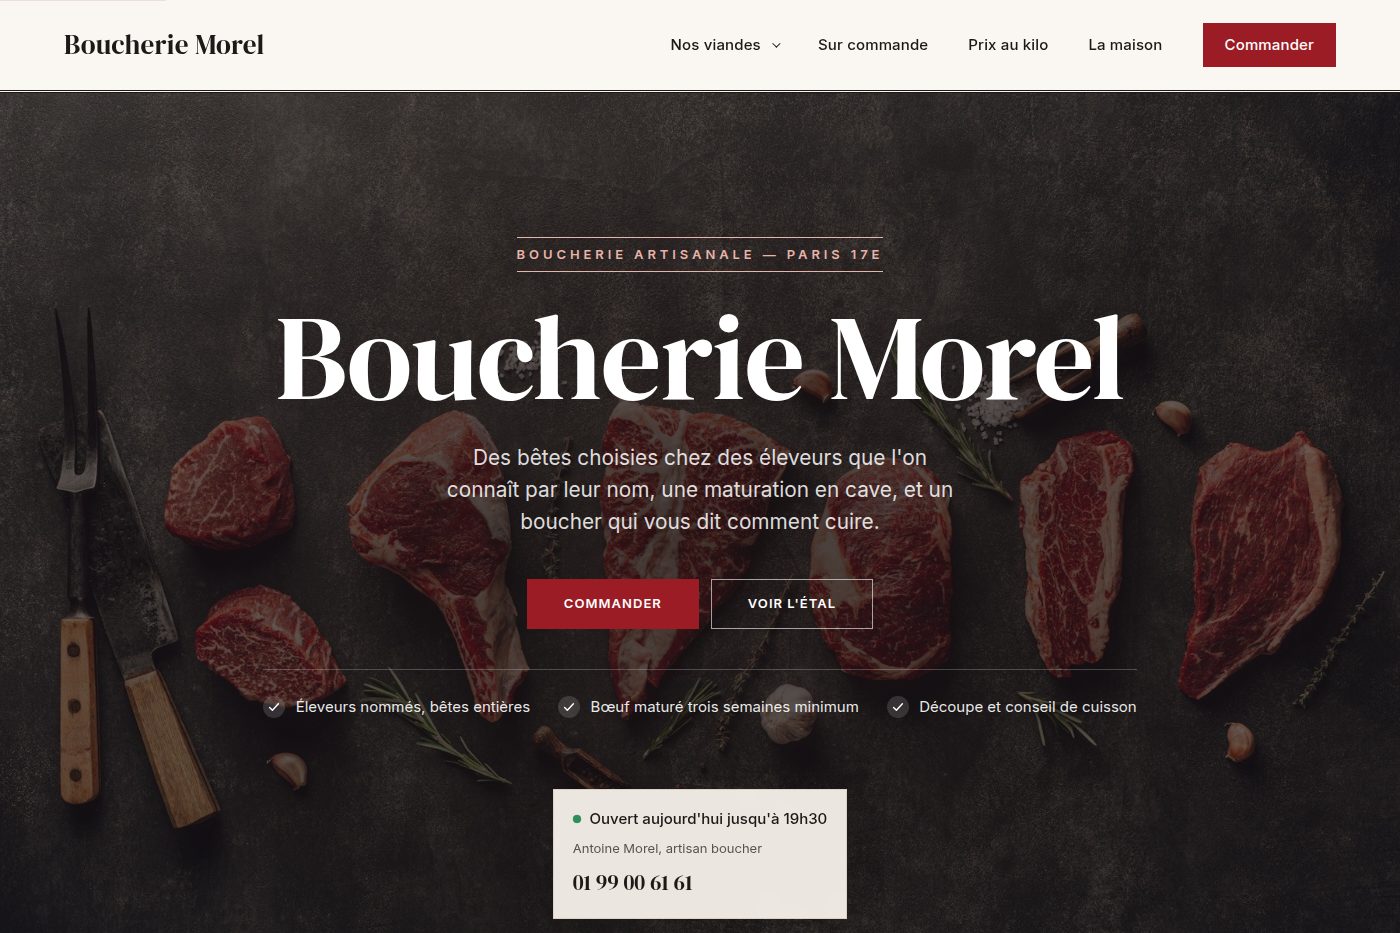 Boucherie Morel
Nos viandes
Sur commande
Prix au kilo
La maison
Commander
BOUCHERIE ARTISANALE — PARIS 17E
Boucherie Morel
Des bêtes choisies chez des éleveurs que l'on
connaît par leur nom, une maturation en cave, et un
boucher qui vous dit comment cuire.
COMMANDER
VOIR L'ÉTAL
Éleveurs nommés, bêtes entières
Bœuf maturé trois semaines minimum
Découpe et conseil de cuisson
Ouvert aujourd'hui jusqu'à 19h30
Antoine Morel, artisan boucher
01 99 00 61 61